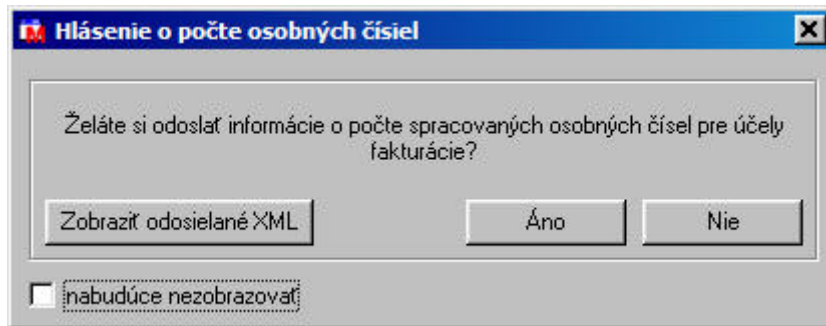 Hlásenie o počte osobných čísiel
Želáte si odoslať informácie o počte spracovaných osobných čísel pre účely
fakturácie?
Zobraziť odosielané XML
Áno
Nie
nabudúce nezobrazovať